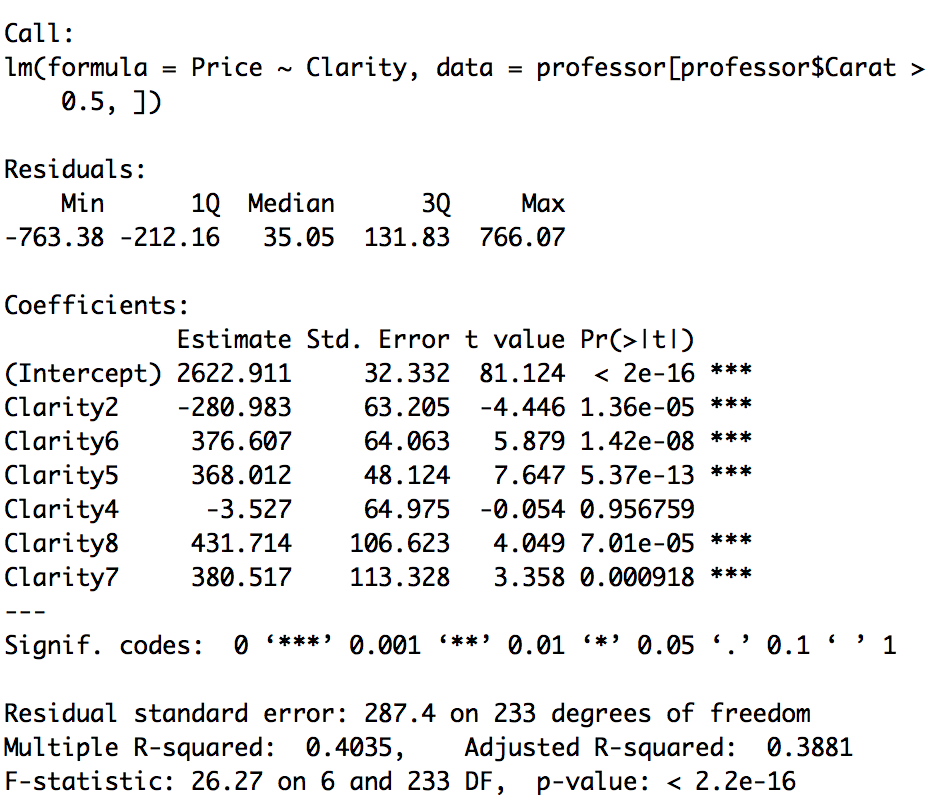 Call:
lm(formula = Price ~ Clarity, data = professor[professor$Carat >
    0.5, ])

Residuals:
    Min      1Q  Median      3Q     Max
-763.38 -212.16   35.05  131.83  766.07

Coefficients:
            Estimate Std. Error t value Pr(>|t|)
(Intercept) 2622.911     32.332  81.124  < 2e-16 ***
Clarity2    -280.983     63.205  -4.446 1.36e-05 ***
Clarity6     376.607     64.063   5.879 1.42e-08 ***
Clarity5     368.012     48.124   7.647 5.37e-13 ***
Clarity4      -3.527     64.975  -0.054 0.956759
Clarity8     431.714    106.623   4.049 7.01e-05 ***
Clarity7     380.517    113.328   3.358 0.000918 ***
---
Signif. codes:  0 ‘***’ 0.001 ‘**’ 0.01 ‘*’ 0.05 ‘.’ 0.1 ‘ ’ 1

Residual standard error: 287.4 on 233 degrees of freedom
Multiple R-squared:  0.4035,    Adjusted R-squared:  0.3881
F-statistic: 26.27 on 6 and 233 DF,  p-value: < 2.2e-16